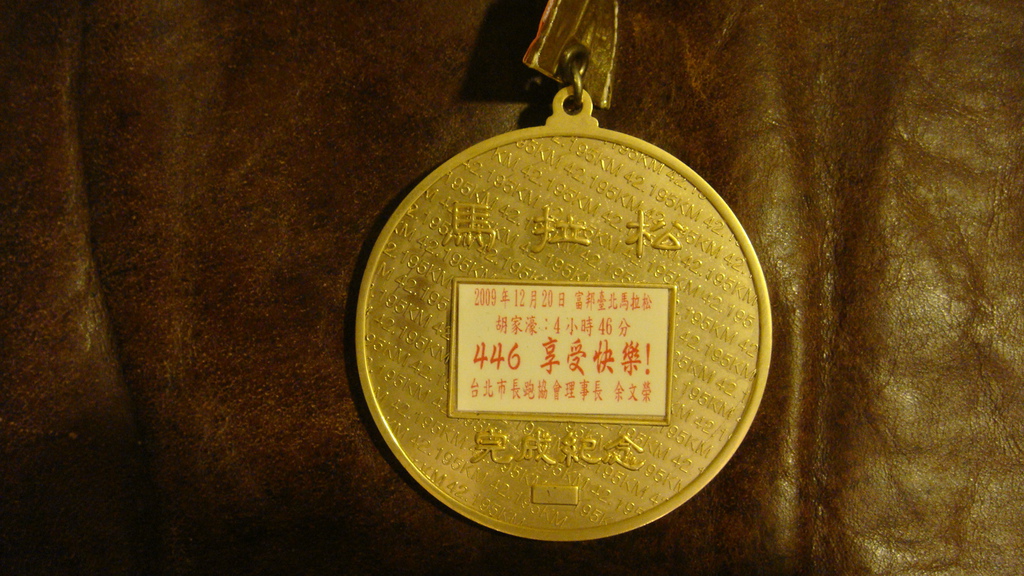 馬拉松
2009年12月20日 富邦臺北馬拉松
胡家濠：4小時46分
446 享受快樂!
台北市長跑協會理事長 余文榮
完成紀念
42.195KM